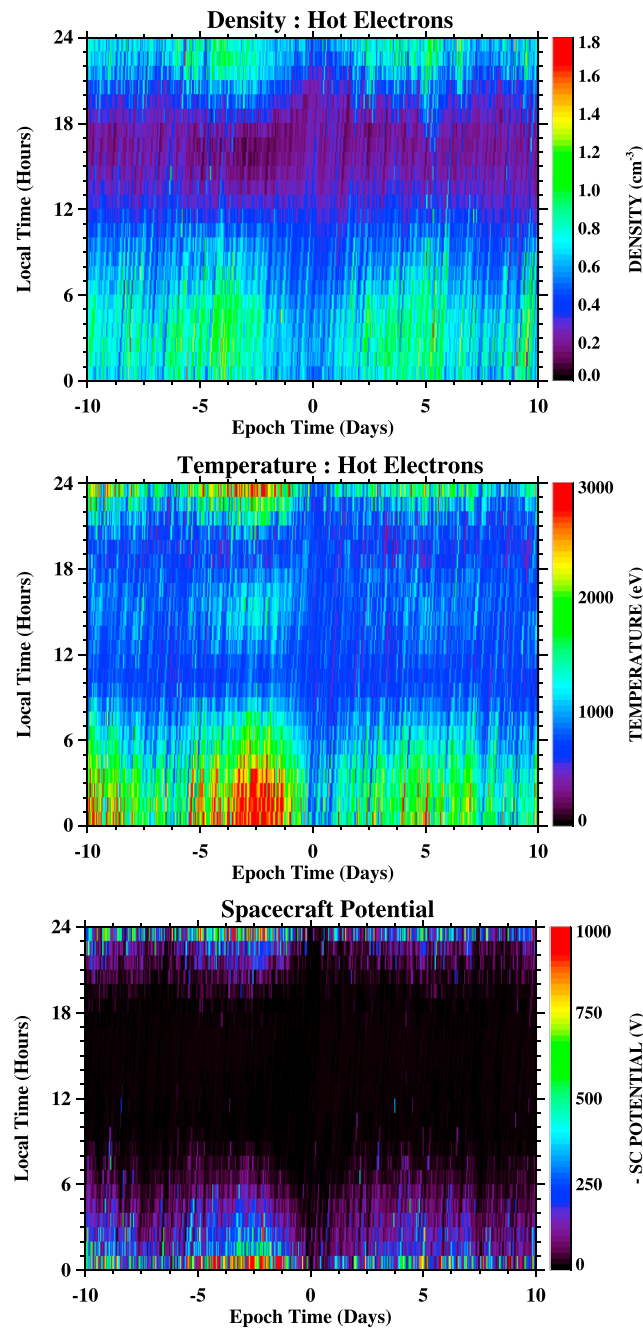 Density : Hot Electrons
24
18
12
6
0
Local Time (Hours)
-10 -5 0 5 10
Epoch Time (Days)
1.8
1.6
1.4
1.2
1.0
0.8
0.6
0.4
0.2
0.0
DENSITY (cm-3)
Temperature : Hot Electrons
24
18
12
6
0
Local Time (Hours)
-10 -5 0 5 10
Epoch Time (Days)
3000
2000
1000
0
TEMPERATURE (eV)
Spacecraft Potential
24
18
12
6
0
Local Time (Hours)
-10 -5 0 5 10
Epoch Time (Days)
1000
750
500
250
0
- SC POTENTIAL (V)